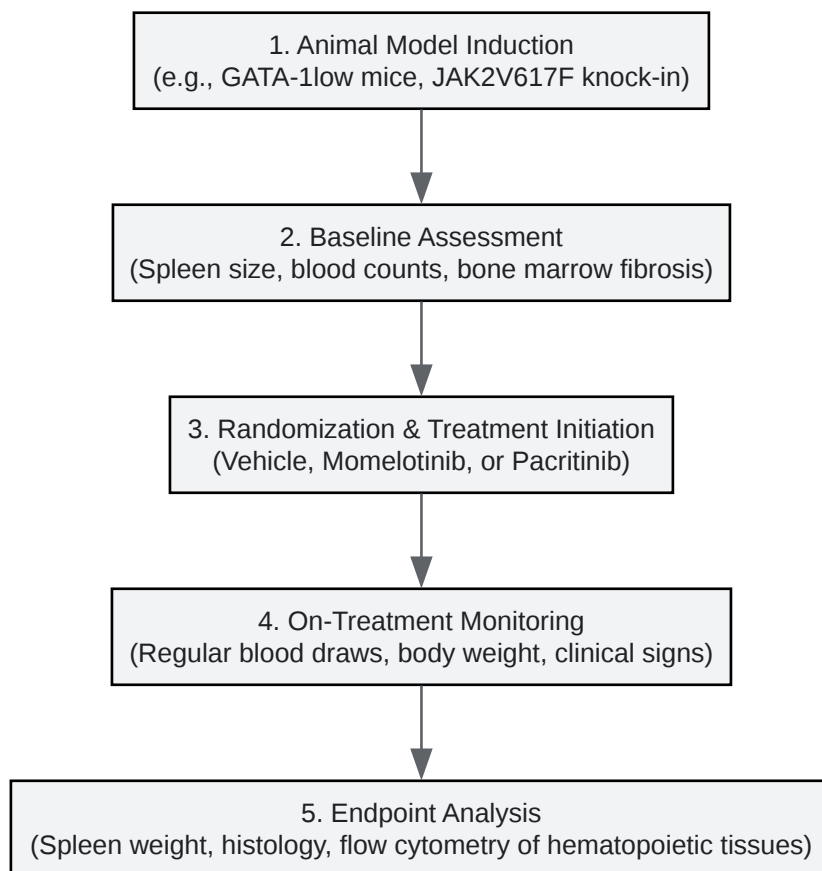 1. Animal Model Induction
(e.g., GATA-1low mice, JAK2V617F knock-in)
2. Baseline Assessment
(Spleen size, blood counts, bone marrow fibrosis)
3. Randomization & Treatment Initiation
(Vehicle, Momelotinib, or Pacritinib)
4. On-Treatment Monitoring
(Regular blood draws, body weight, clinical signs)
5. Endpoint Analysis
(Spleen weight, histology, flow cytometry of hematopoietic tissues)